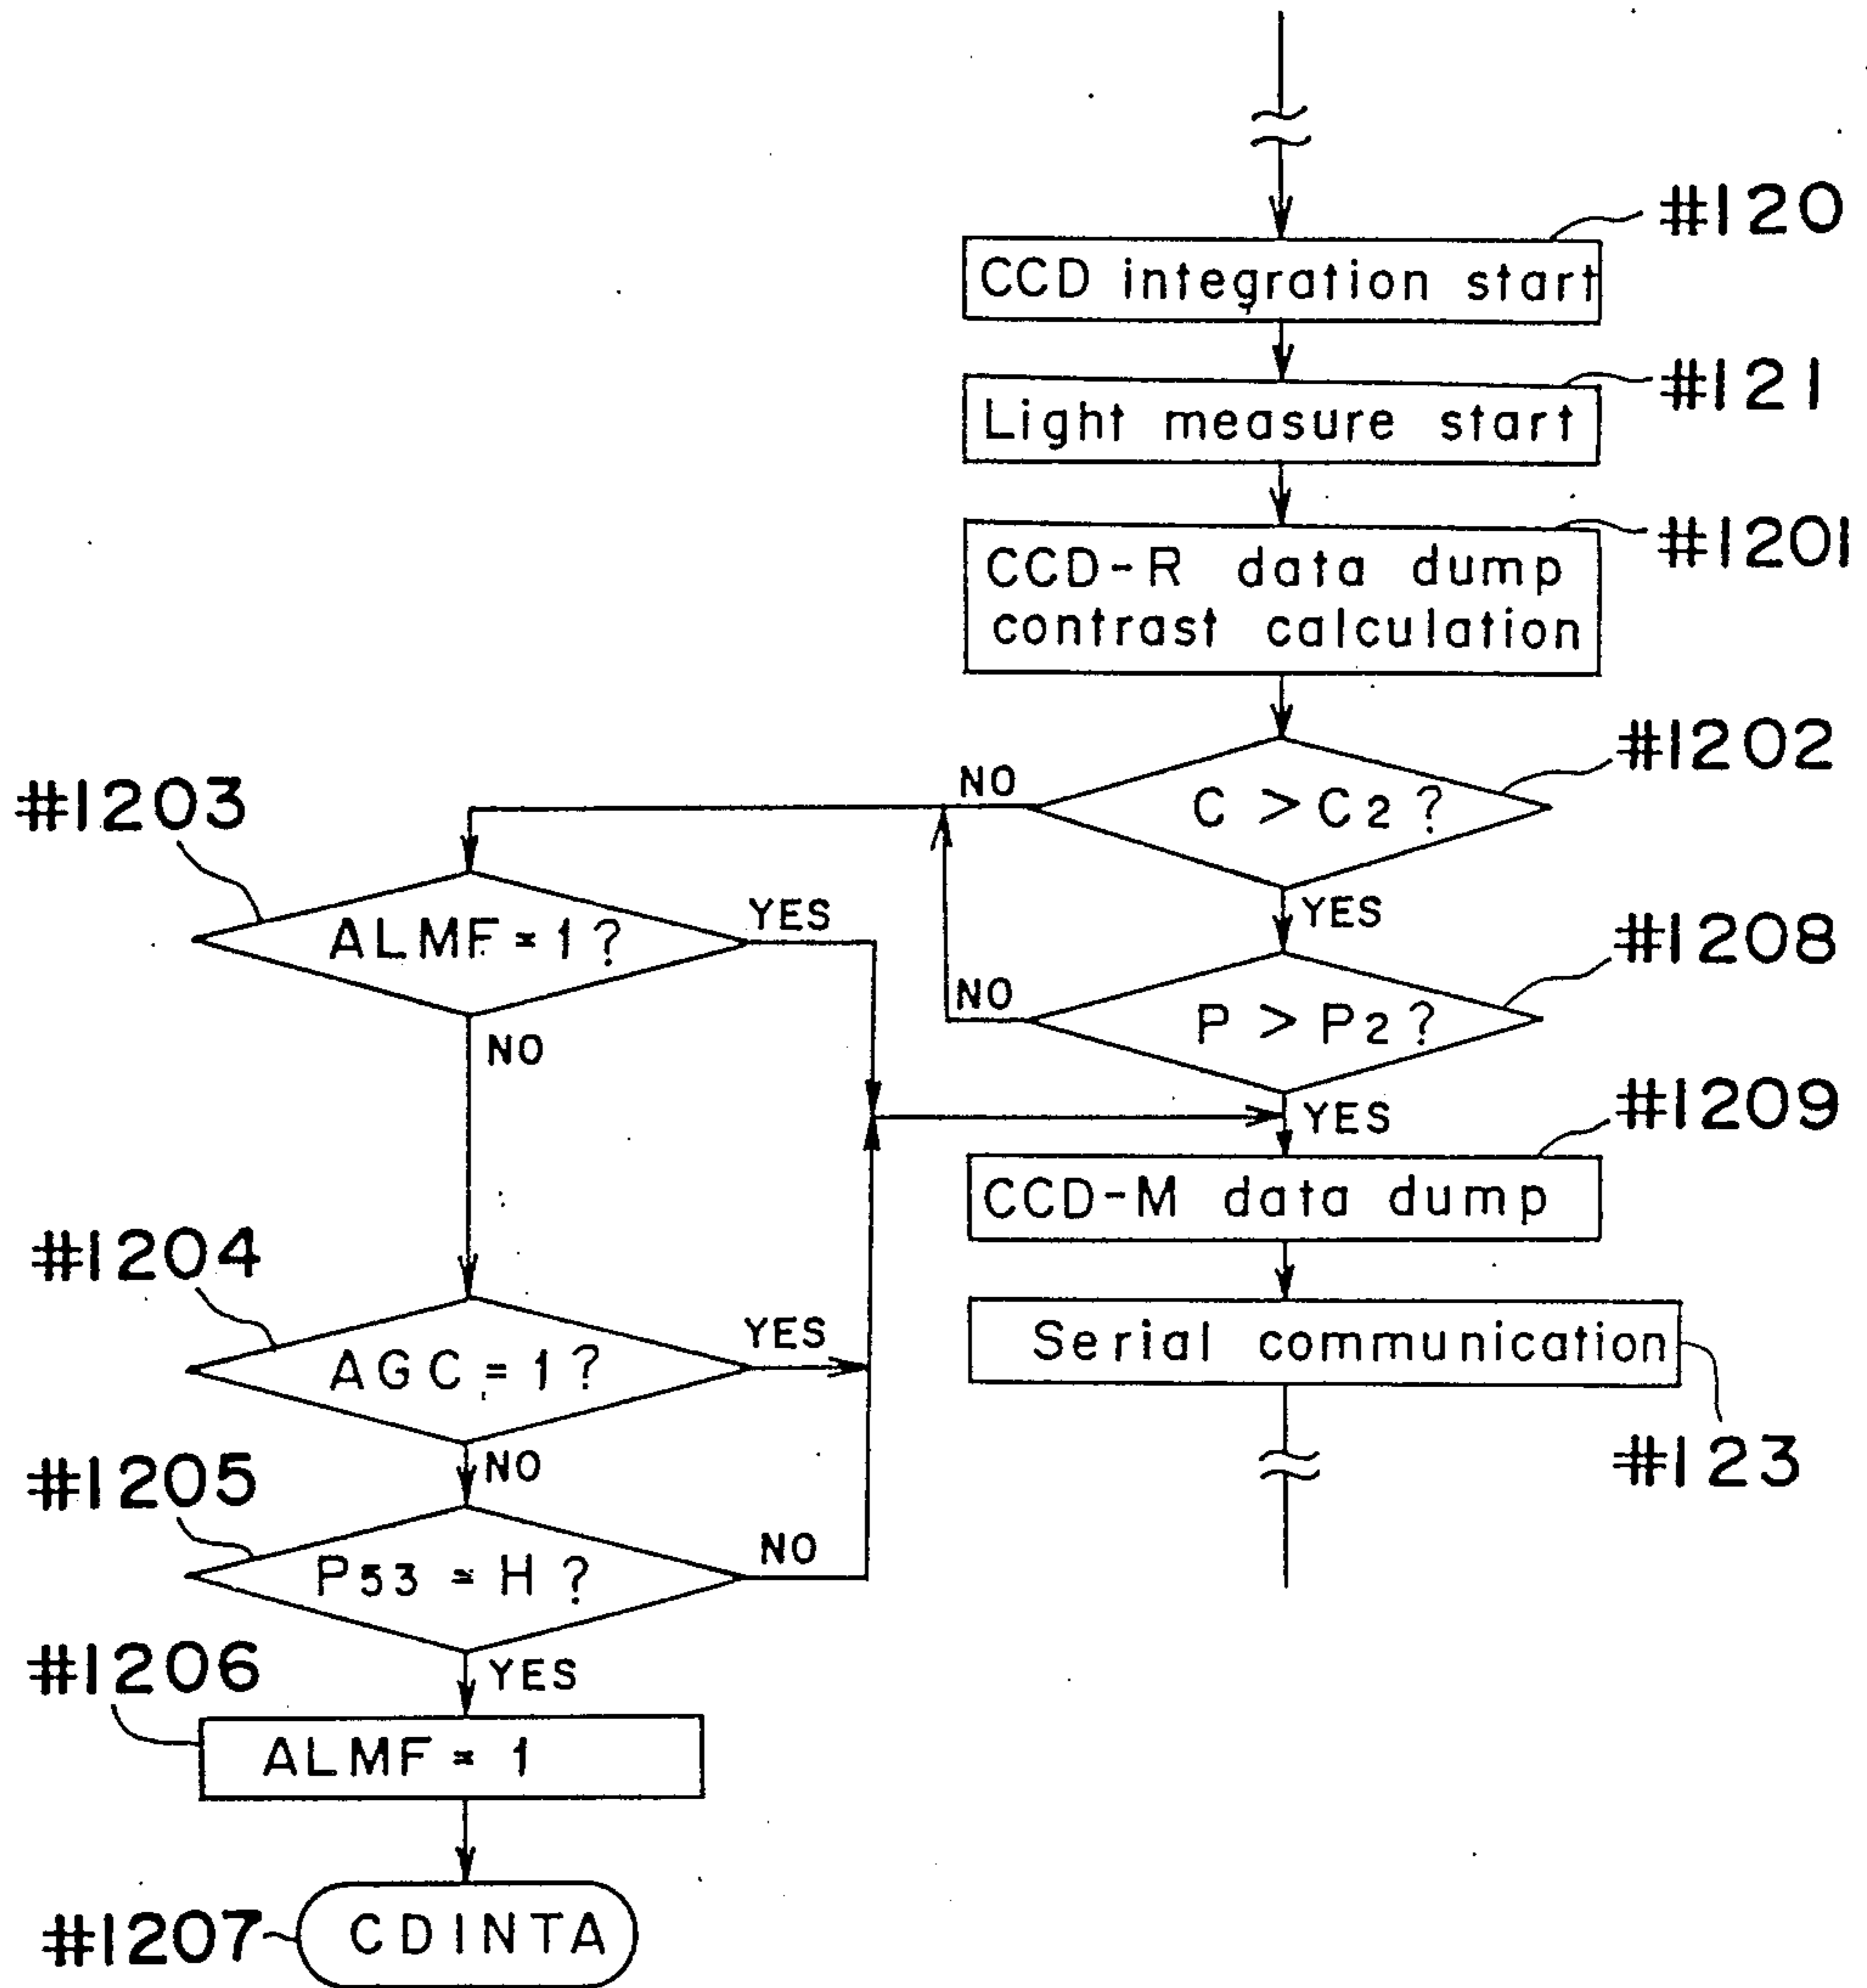 #120
CCD integration start
#121
Light measure start
#1201
CCD-R data dump
contrast calculation
#1202
C > C2 ?
NO
YES
#1203
ALMF = 1 ?
YES
NO
#1208
P > P2 ?
NO
YES
#1209
CCD-M data dump
#1204
AGC = 1 ?
YES
NO
Serial communication
#123
#1205
P53 = H ?
NO
YES
#1206
ALMF = 1
#1207
CDINTA